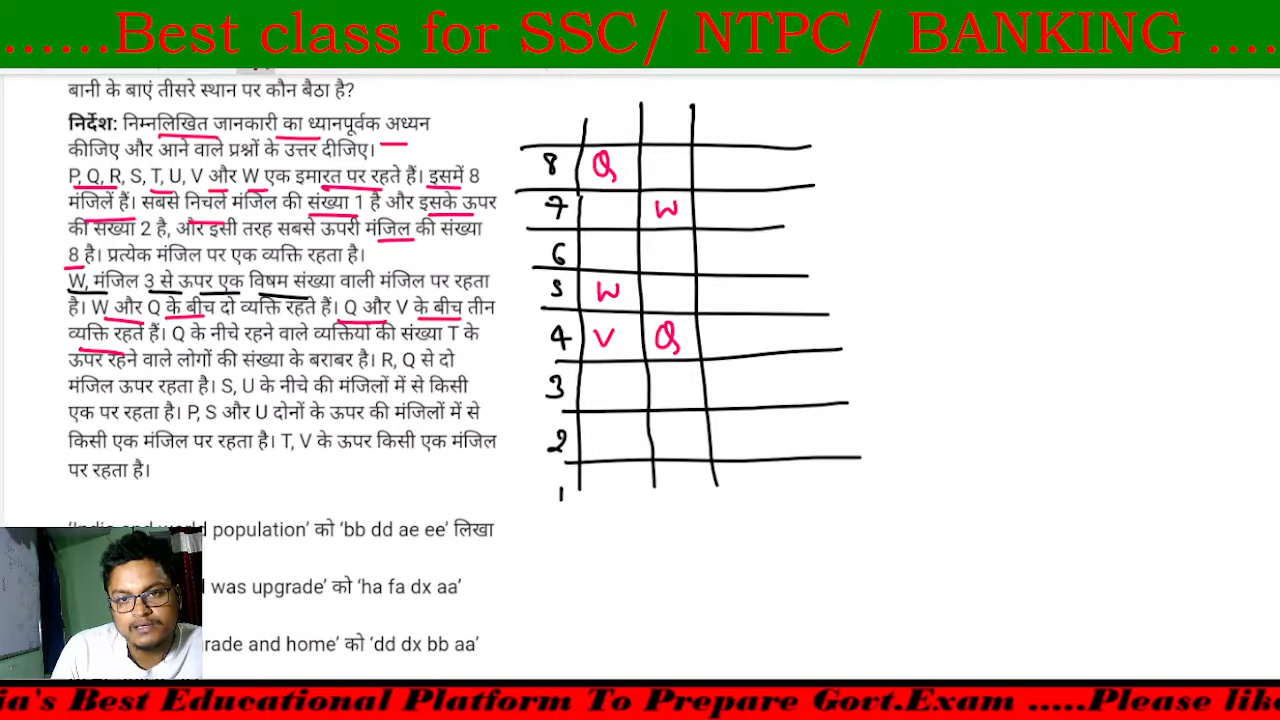 ......Best class for SSC/ NTPC/ BANKING ....
बानी के बाएं तीसरे स्थान पर कौन बैठा है?
निर्देश: निम्नलिखित जानकारी का ध्यानपूर्वक अध्यन
कीजिए और आने वाले प्रश्नों के उत्तर दीजिए।
P, Q, R, S, T, U, V और W एक इमारत पर रहते हैं। इसमें 8
मंजिलें हैं। सबसे निचले मंजिल की संख्या 1 है और इसके ऊपर
की संख्या 2 है, और इसी तरह सबसे ऊपरी मंजिल की संख्या
8 है। प्रत्येक मंजिल पर एक व्यक्ति रहता है।
W, मंजिल 3 से ऊपर एक विषम संख्या वाली मंजिल पर रहता
है। W और Q के बीच दो व्यक्ति रहते हैं। Q और V के बीच तीन
व्यक्ति रहते हैं। Q के नीचे रहने वाले व्यक्तियों की संख्या T के
ऊपर रहने वाले लोगों की संख्या के बराबर है। R, Q से दो
मंजिल ऊपर रहता है। S, U के नीचे की मंजिलों में से किसी
एक पर रहता है। P, S और U दोनों के ऊपर की मंजिलों में से
किसी एक मंजिल पर रहता है। T, V के ऊपर किसी एक मंजिल
पर रहता है।
8 Q
7 W
6
5 W
4 V Q
3
2
1
population’ को ‘bb dd ae ee’ लिखा
was upgrade’ को ‘ha fa dx aa’
rade and home’ को ‘dd dx bb aa’
ia's Best Educational Platform To Prepare Govt.Exam .....Please like